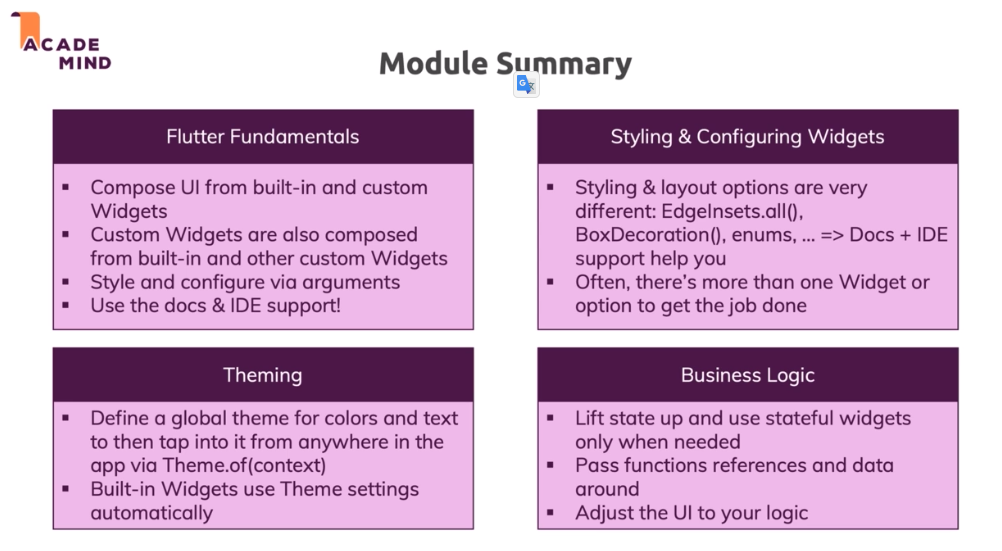 ACADE
MIND
Module Summary
Flutter Fundamentals
▪ Compose UI from built-in and custom
Widgets
▪ Custom Widgets are also composed
from built-in and other custom Widgets
▪ Style and configure via arguments
▪ Use the docs & IDE support!
Styling & Configuring Widgets
▪ Styling & layout options are very
different: EdgeInsets.all(),
BoxDecoration(), enums, ... => Docs + IDE
support help you
▪ Often, there's more than one Widget or
option to get the job done
Theming
▪ Define a global theme for colors and text
to then tap into it from anywhere in the
app via Theme.of(context)
▪ Built-in Widgets use Theme settings
automatically
Business Logic
▪ Lift state up and use stateful widgets
only when needed
▪ Pass functions references and data
around
▪ Adjust the UI to your logic